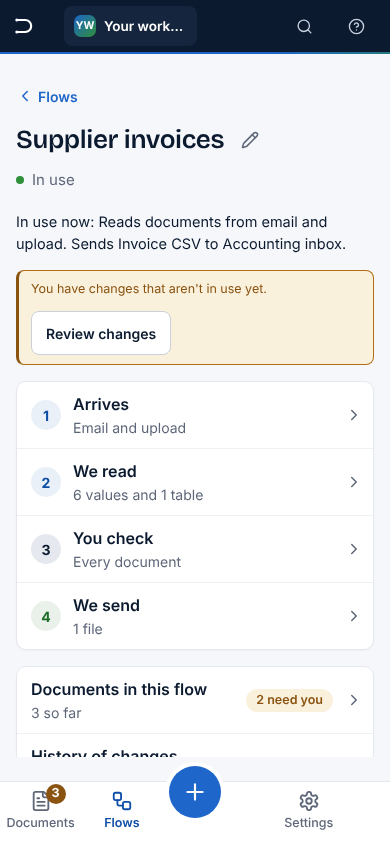 YW Your work...
Flows
Supplier invoices
In use
In use now: Reads documents from email and
upload. Sends Invoice CSV to Accounting inbox.
You have changes that aren't in use yet.
Review changes
1 Arrives
Email and upload
2 We read
6 values and 1 table
3 You check
Every document
4 We send
1 file
Documents in this flow
2 need you
3 so far
History of changes
3
Documents
Flows
Settings